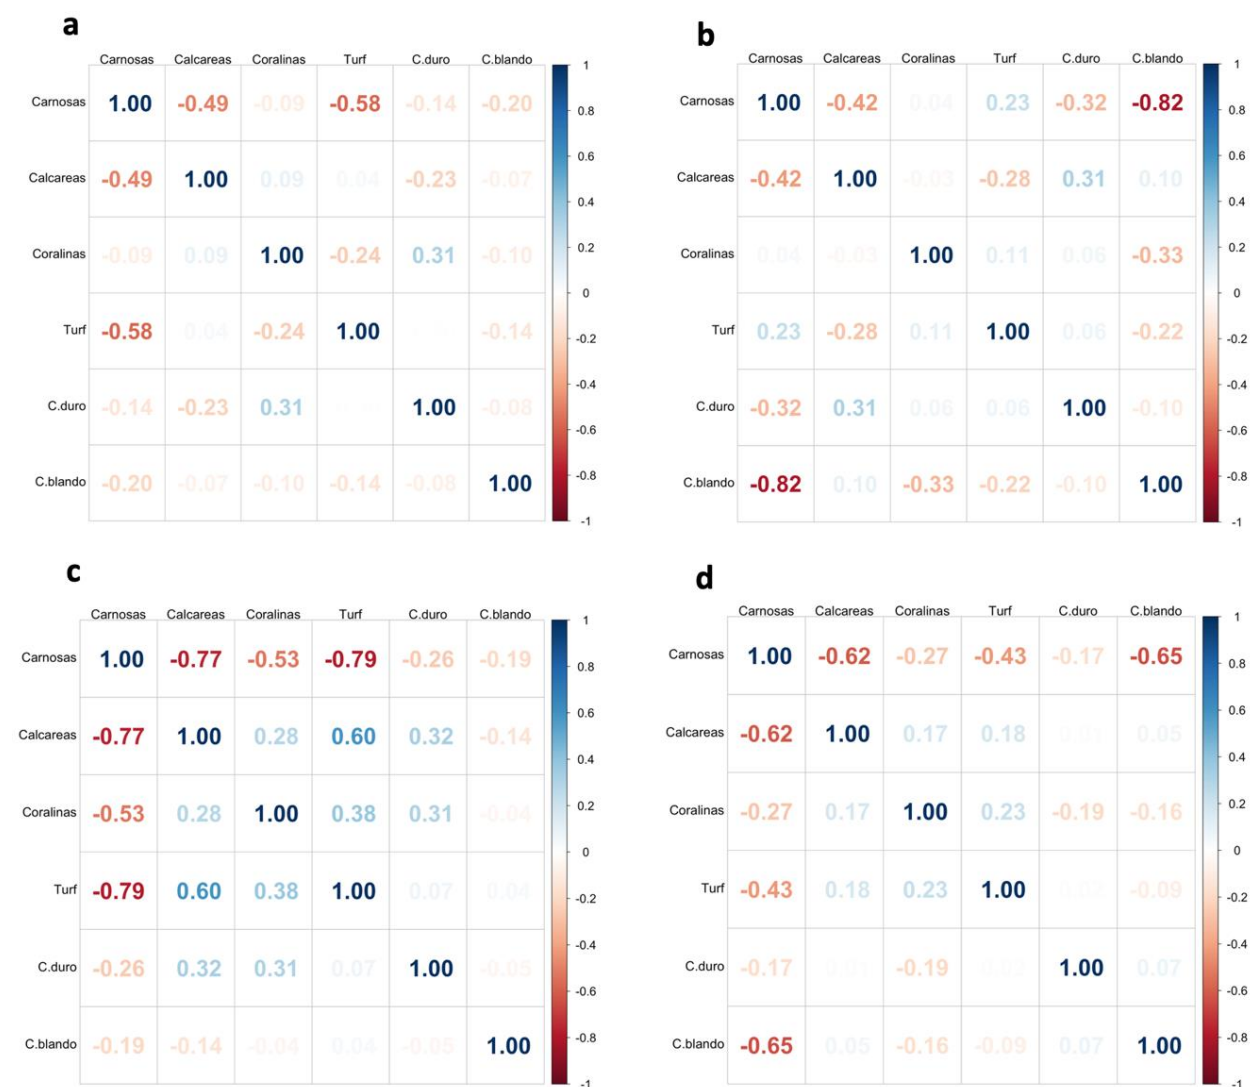 a
Carnosas Calcareas Coralinas Turf C.duro C.blando
Carnosas 1.00 -0.49 -0.09 -0.58 -0.14 -0.20
Calcareas -0.49 1.00 0.09 0.04 -0.23 -0.07
Coralinas -0.09 0.09 1.00 -0.24 0.31 -0.10
Turf -0.58 0.04 -0.24 1.00 -0.14
C.duro -0.14 -0.23 0.31 1.00 -0.08
C.blando -0.20 -0.07 -0.10 -0.14 -0.08 1.00
1
0.8
0.6
0.4
0.2
0
-0.2
-0.4
-0.6
-0.8
-1
b
Carnosas Calcareas Coralinas Turf C.duro C.blando
Carnosas 1.00 -0.42 0.04 0.23 -0.32 -0.82
Calcareas -0.42 1.00 -0.03 -0.28 0.31 0.10
Coralinas 0.04 -0.03 1.00 0.11 0.06 -0.33
Turf 0.23 -0.28 0.11 1.00 0.06 -0.22
C.duro -0.32 0.31 0.06 0.06 1.00 -0.10
C.blando -0.82 0.10 -0.33 -0.22 -0.10 1.00
1
0.8
0.6
0.4
0.2
0
-0.2
-0.4
-0.6
-0.8
-1
c
Carnosas Calcareas Coralinas Turf C.duro C.blando
Carnosas 1.00 -0.77 -0.53 -0.79 -0.26 -0.19
Calcareas -0.77 1.00 0.28 0.60 0.32 -0.14
Coralinas -0.53 0.28 1.00 0.38 0.31 -0.04
Turf -0.79 0.60 0.38 1.00 0.07 0.04
C.duro -0.26 0.32 0.31 0.07 1.00 -0.05
C.blando -0.19 -0.14 -0.04 0.04 -0.05 1.00
1
0.8
0.6
0.4
0.2
0
-0.2
-0.4
-0.6
-0.8
-1
d
Carnosas Calcareas Coralinas Turf C.duro C.blando
Carnosas 1.00 -0.62 -0.27 -0.43 -0.17 -0.65
Calcareas -0.62 1.00 0.17 0.18 0.05
Coralinas -0.27 0.17 1.00 0.23 -0.19 -0.16
Turf -0.43 0.18 0.23 1.00 -0.09
C.duro -0.17 -0.19 1.00 0.07
C.blando -0.65 0.05 -0.16 -0.09 0.07 1.00
1
0.8
0.6
0.4
0.2
0
-0.2
-0.4
-0.6
-0.8
-1